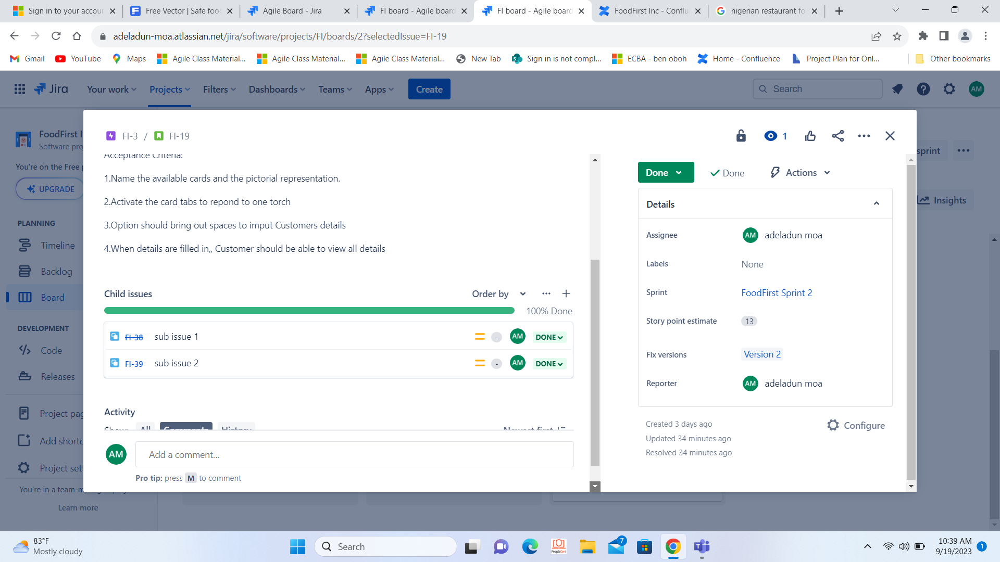 Sign in to your accoun
Free Vector | Safe foo
Agile Board - Jira
FI board - Agile board
FI board - Agile board
FoodFirst Inc - Conflu
nigerian restaurant fo
adeladun-moa.atlassian.net/jira/software/projects/FI/boards/2?selectedIssue=FI-19
Gmail
YouTube
Maps
Agile Class Material...
Agile Class Material...
Agile Class Material...
New Tab
Sign in is not compl...
ECBA - ben oboh
Home - Confluence
Project Plan for Onl...
Other bookmarks
Jira
Your work
Projects
Filters
Dashboards
Teams
Apps
Create
Search
AM
FoodFirst I
Software pro
You're on the Free p
UPGRADE
PLANNING
Timeline
Backlog
Board
DEVELOPMENT
Code
Releases
Project pag
Add shortc
Project sett
You're in a team-m
Learn more
sprint
Insights
FI-3 / FI-19
1
Acceptance Criteria:
1.Name the available cards and the pictorial representation.
2.Activate the card tabs to repond to one torch
3.Option should bring out spaces to imput Customers details
4.When details are filled in,, Customer should be able to view all details
Child issues
Order by
100% Done
FI-38 sub issue 1 - AM DONE
FI-39 sub issue 2 - AM DONE
Activity
Show: All Comments History Newest first
AM Add a comment...
Pro tip: press M to comment
Done
Done
Actions
Details
Assignee AM adeladun moa
Labels None
Sprint FoodFirst Sprint 2
Story point estimate 13
Fix versions Version 2
Reporter AM adeladun moa
Created 3 days ago
Updated 34 minutes ago
Resolved 34 minutes ago
Configure
83°F
Mostly cloudy
Search
PeopleCert
7
10:39 AM
9/19/2023
1